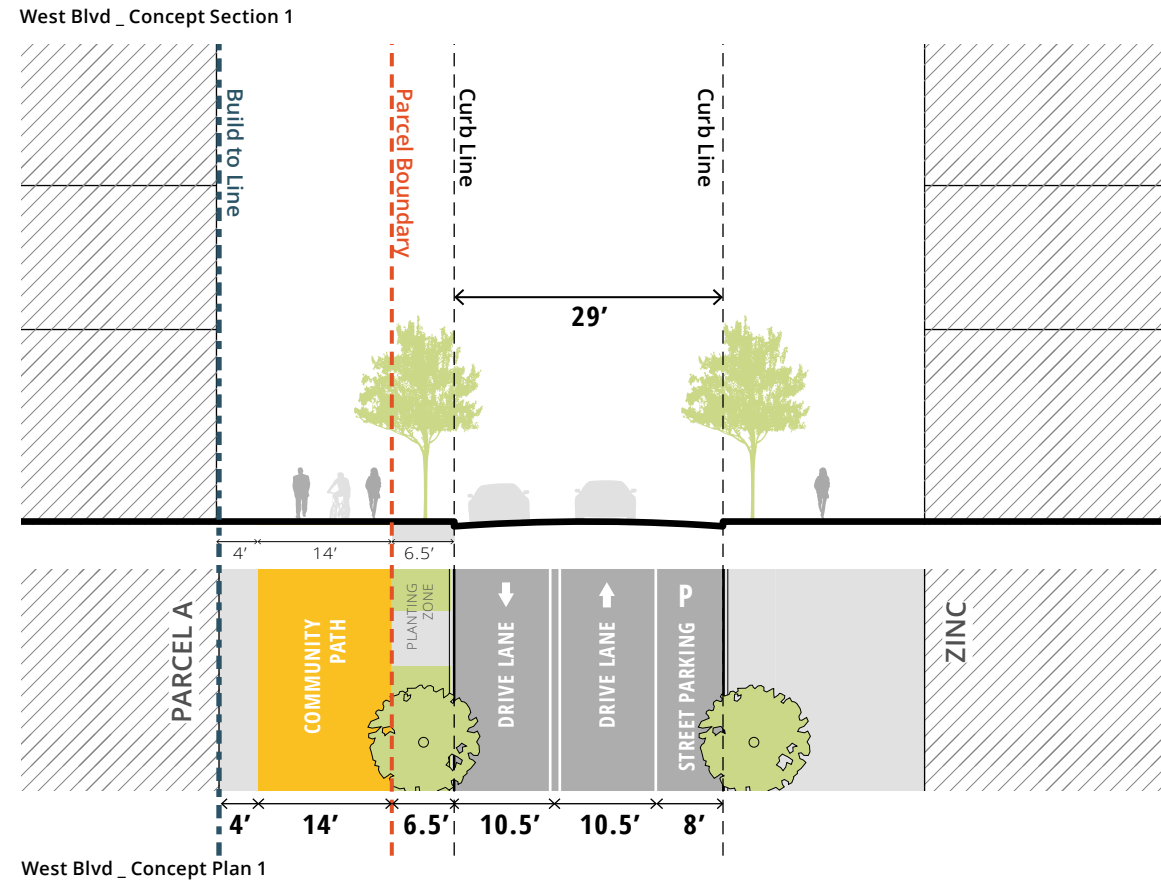 West Blvd _ Concept Section 1
Build to Line
Parcel Boundary
Curb Line
Curb Line
29’
4’
14’
6.5’
PARCEL A
COMMUNITY
PATH
PLANTING
ZONE
DRIVE LANE
DRIVE LANE
P
STREET PARKING
ZINC
4’
14’
6.5’
10.5’
10.5’
8’
West Blvd _ Concept Plan 1